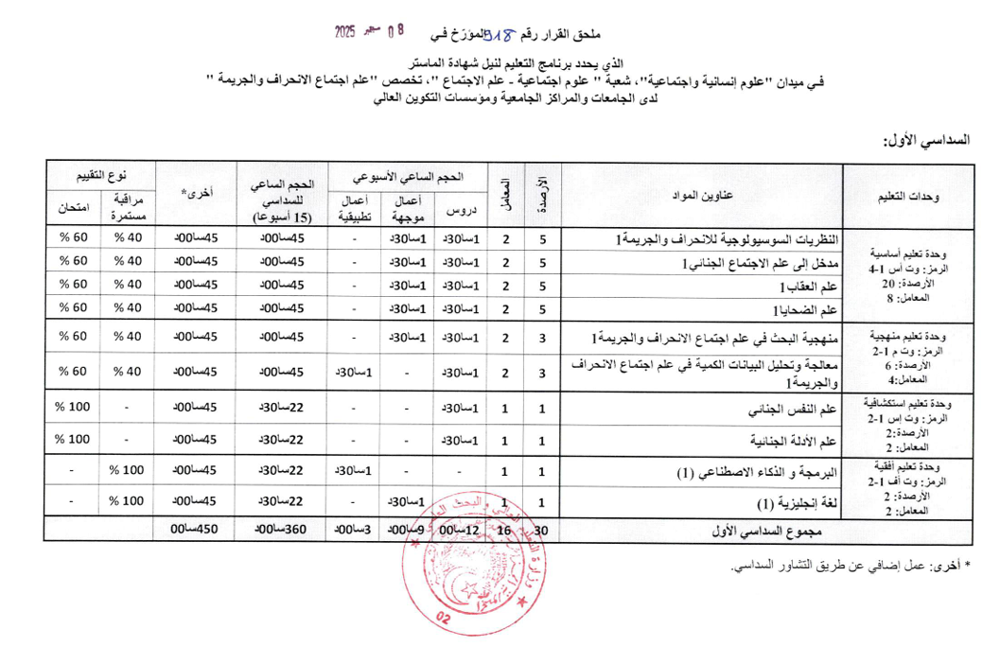 ملحق القرار رقم 918 المؤرّخ في 08 سبتمبر 2025
الذي يحدد برنامج التعليم لنيل شهادة الماستر
في ميدان "علوم إنسانية واجتماعية"، شعبة " علوم اجتماعية - علم الاجتماع "، تخصص "علم اجتماع الانحراف والجريمة "
لدى الجامعات والمراكز الجامعية ومؤسسات التكوين العالي
السداسي الأول:
وحدات التعليم | عناوين المواد | الأرصدة | المعامل | الحجم الساعي الأسبوعي | الحجم الساعي للسداسي (15 أسبوعا) | أخرى* | نوع التقييم
دروس | أعمال موجهة | أعمال تطبيقية | مراقبة مستمرة | امتحان
وحدة تعليم أساسية
الرمز: وت أس 1-4
الأرصدة: 20
المعامل: 8
النظريات السوسيولوجية للانحراف والجريمة1 | 5 | 2 | 1سا30د | 1سا30د | - | 45سا00د | 45سا00د | 40 % | 60 %
مدخل إلى علم الاجتماع الجنائي1 | 5 | 2 | 1سا30د | 1سا30د | - | 45سا00د | 45سا00د | 40 % | 60 %
علم العقاب1 | 5 | 2 | 1سا30د | 1سا30د | - | 45سا00د | 45سا00د | 40 % | 60 %
علم الضحايا1 | 5 | 2 | 1سا30د | 1سا30د | - | 45سا00د | 45سا00د | 40 % | 60 %
وحدة تعليم منهجية
الرمز: وت م 1-2
الأرصدة: 6
المعامل:4
منهجية البحث في علم اجتماع الانحراف والجريمة1 | 3 | 2 | 1سا30د | 1سا30د | - | 45سا00د | 45سا00د | 40 % | 60 %
معالجة وتحليل البيانات الكمية في علم اجتماع الانحراف والجريمة1 | 3 | 2 | 1سا30د | - | 1سا30د | 45سا00د | 45سا00د | 40 % | 60 %
وحدة تعليم استكشافية
الرمز: وت إس 1-2
الأرصدة:2
المعامل: 2
علم النفس الجنائي | 1 | 1 | 1سا30د | - | - | 22سا30د | 45سا00د | - | 100 %
علم الأدلة الجنائية | 1 | 1 | 1سا30د | - | - | 22سا30د | 45سا00د | - | 100 %
وحدة تعليم أفقية
الرمز: وت أف 1-2
الأرصدة: 2
المعامل: 2
البرمجة و الذكاء الاصطناعي (1) | 1 | 1 | - | - | 1سا30د | 22سا30د | 45سا00د | 100 % | -
لغة إنجليزية (1) | 1 | 1 | - | 1سا30د | - | 22سا30د | 45سا00د | 100 % | -
مجموع السداسي الأول | 30 | 16 | 12سا00 | 9سا00د | 3سا00د | 360سا00د | 450سا00
* أخرى: عمل إضافي عن طريق التشاور السداسي.
وزارة التعليم العالي و البحث العلمي
02